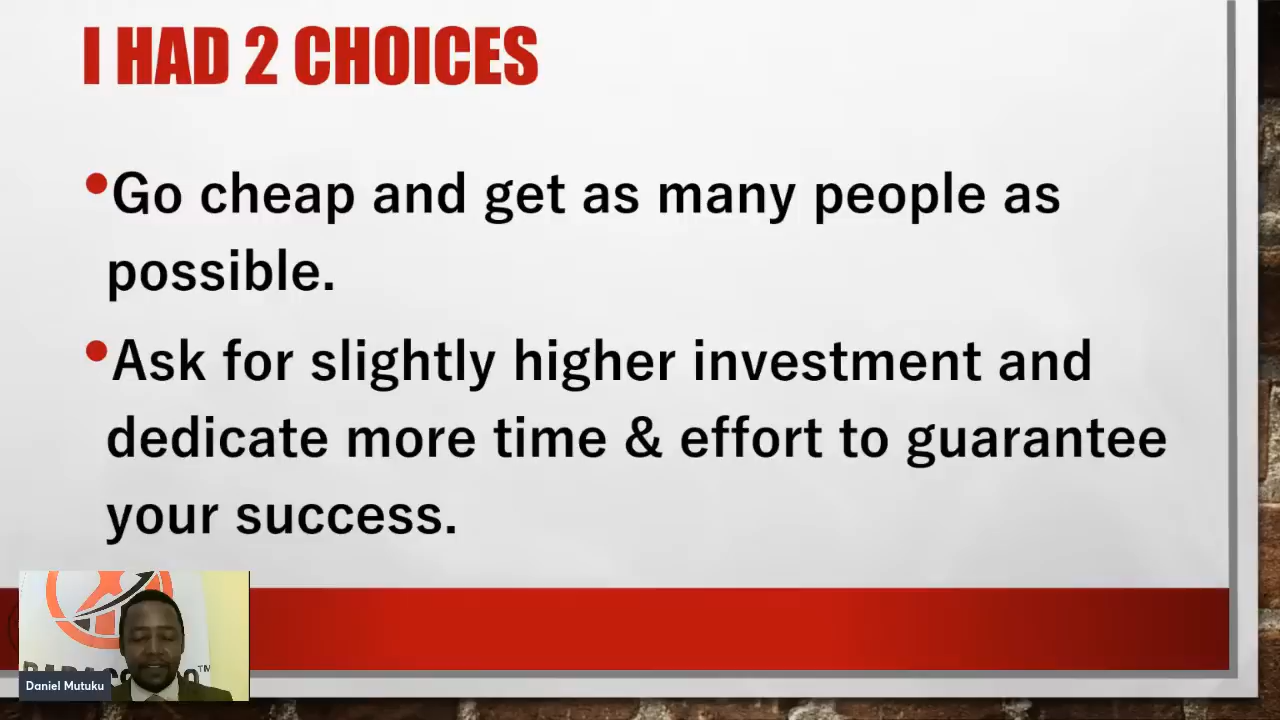 I HAD 2 CHOICES
•Go cheap and get as many people as
possible.
•Ask for slightly higher investment and
dedicate more time & effort to guarantee
your success.
Daniel Mutuku